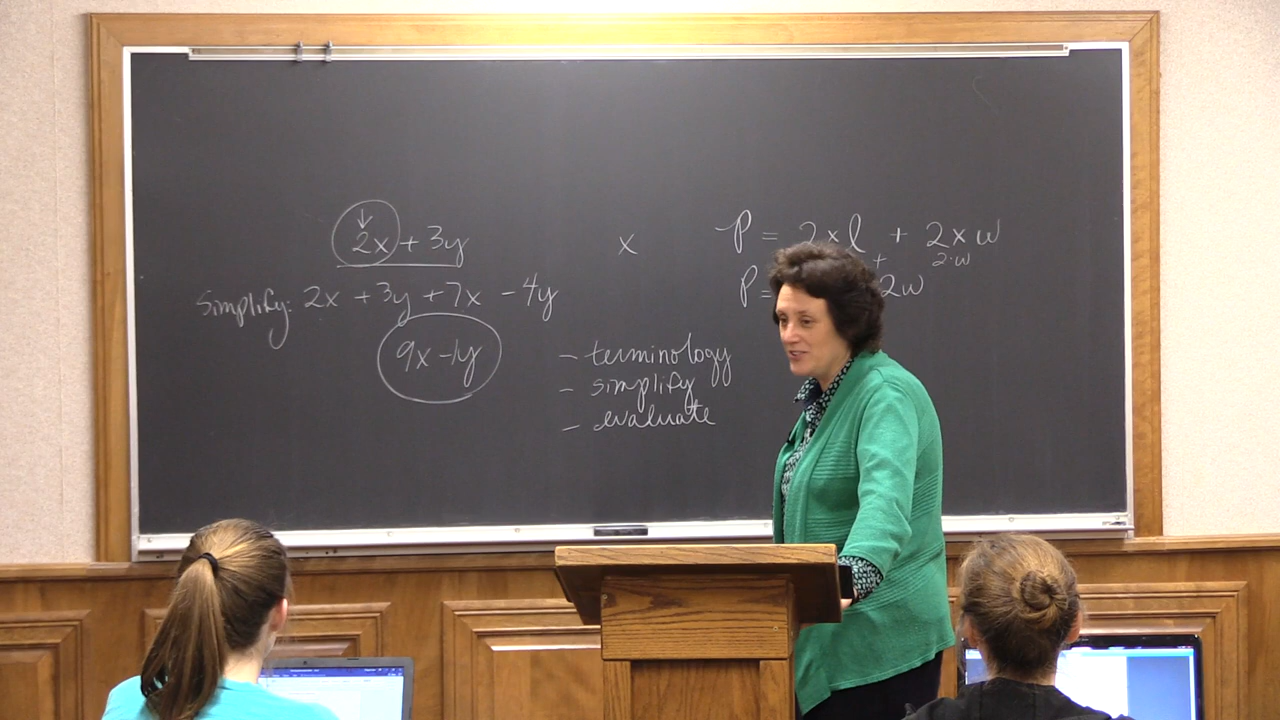 2x + 3y
Simplify: 2x + 3y + 7x - 4y
9x - 1y
x
- terminology
- simplify
- evaluate
P = 2 x l + 2 x w
+ 2·w
P = 2w